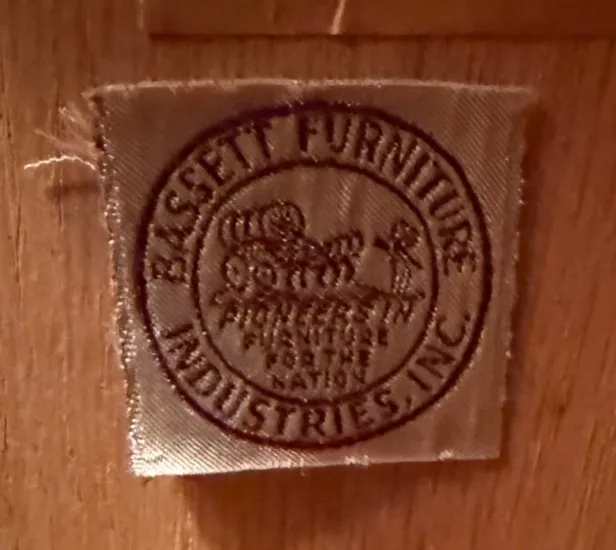 BASSETT FURNITURE
INDUSTRIES, INC.
PIONEERS IN
FURNITURE
FOR THE
NATION